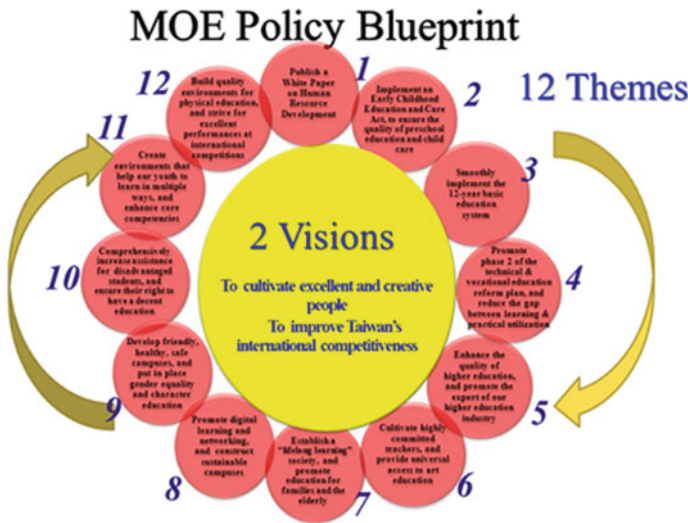 MOE Policy Blueprint
12 Themes
1
Publish a
White Paper on
Human
Resource
Development
2
Implement an
Early Childhood
Education and Care
Act, to ensure the
quality of preschool
education and child
care
3
Smoothly
implement the
12-year basic
education
system
4
Promote
phase 2 of the
technical &
vocational education
reform plan, and
reduce the gap
between learning &
practical utilization
5
Enhance the
quality of
higher education,
and promote the
export of our
higher education
industry
6
Cultivate highly
committed
teachers, and
provide universal
access to art
education
7
Establish a
"lifelong learning"
society, and
promote
education for
families and the
elderly
8
Promote digital
learning and
networking,
and construct
sustainable
campuses
9
Develop friendly,
healthy, safe
campuses, and
put in place
gender equality
and character
education
10
Comprehensively
increase assistance
for disadvantaged
students, and
ensure their right to
have a decent
education
11
Create
environments that
help our youth to
learn in multiple
ways, and
enhance core
competencies
12
Build quality
environments for
physical education,
and strive for
excellent
performances at
international
competitions
2 Visions
To cultivate excellent and creative
people
To improve Taiwan's
international competitiveness